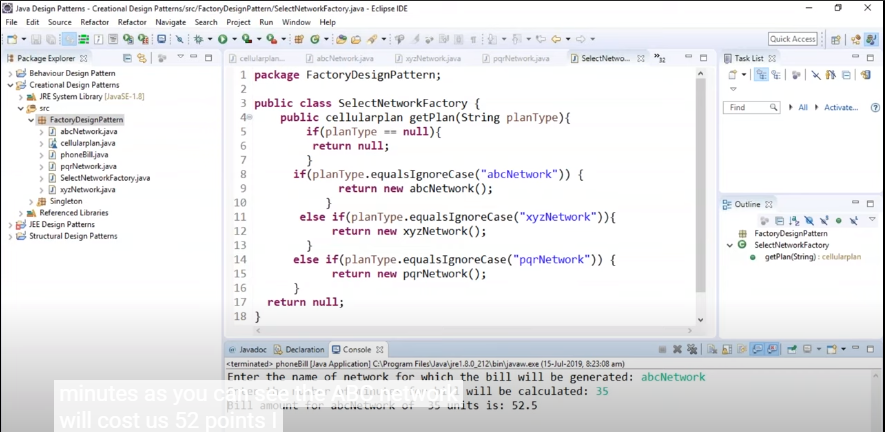 Java Design Patterns - Creational Design Patterns/src/FactoryDesignPattern/SelectNetworkFactory.java - Eclipse IDE
File Edit Source Refactor Refactor Navigate Search Project Run Window Help
Quick Access
Package Explorer
Behaviour Design Pattern
Creational Design Patterns
JRE System Library [JavaSE-1.8]
src
FactoryDesignPattern
abcNetwork.java
cellularplan.java
phoneBill.java
pqrNetwork.java
SelectNetworkFactory.java
xyzNetwork.java
Singleton
Referenced Libraries
JEE Design Patterns
Structural Design Patterns
cellularplan.... abcNetwork.java xyzNetwork.java pqrNetwork.java SelectNetwo... 32
1 package FactoryDesignPattern;
2
3 public class SelectNetworkFactory {
4 public cellularplan getPlan(String planType){
5 if(planType == null){
6 return null;
7 }
8 if(planType.equalsIgnoreCase("abcNetwork")) {
9 return new abcNetwork();
10 }
11 else if(planType.equalsIgnoreCase("xyzNetwork")){
12 return new xyzNetwork();
13 }
14 else if(planType.equalsIgnoreCase("pqrNetwork")) {
15 return new pqrNetwork();
16 }
17 return null;
18 }
Task List
Find All Activate...
Outline
FactoryDesignPattern
SelectNetworkFactory
getPlan(String) : cellularplan
Javadoc Declaration Console
<terminated> phoneBill [Java Application] C:\Program Files\Java\jre1.8.0_212\bin\javaw.exe (15-Jul-2019, 8:23:08 am)
Enter the name of network for which the bill will be generated: abcNetwork
will be calculated: 35
Bill amount for abcNetwork of 35 units is: 52.5
minutes as you can see the ABC network
will cost us 52 points I